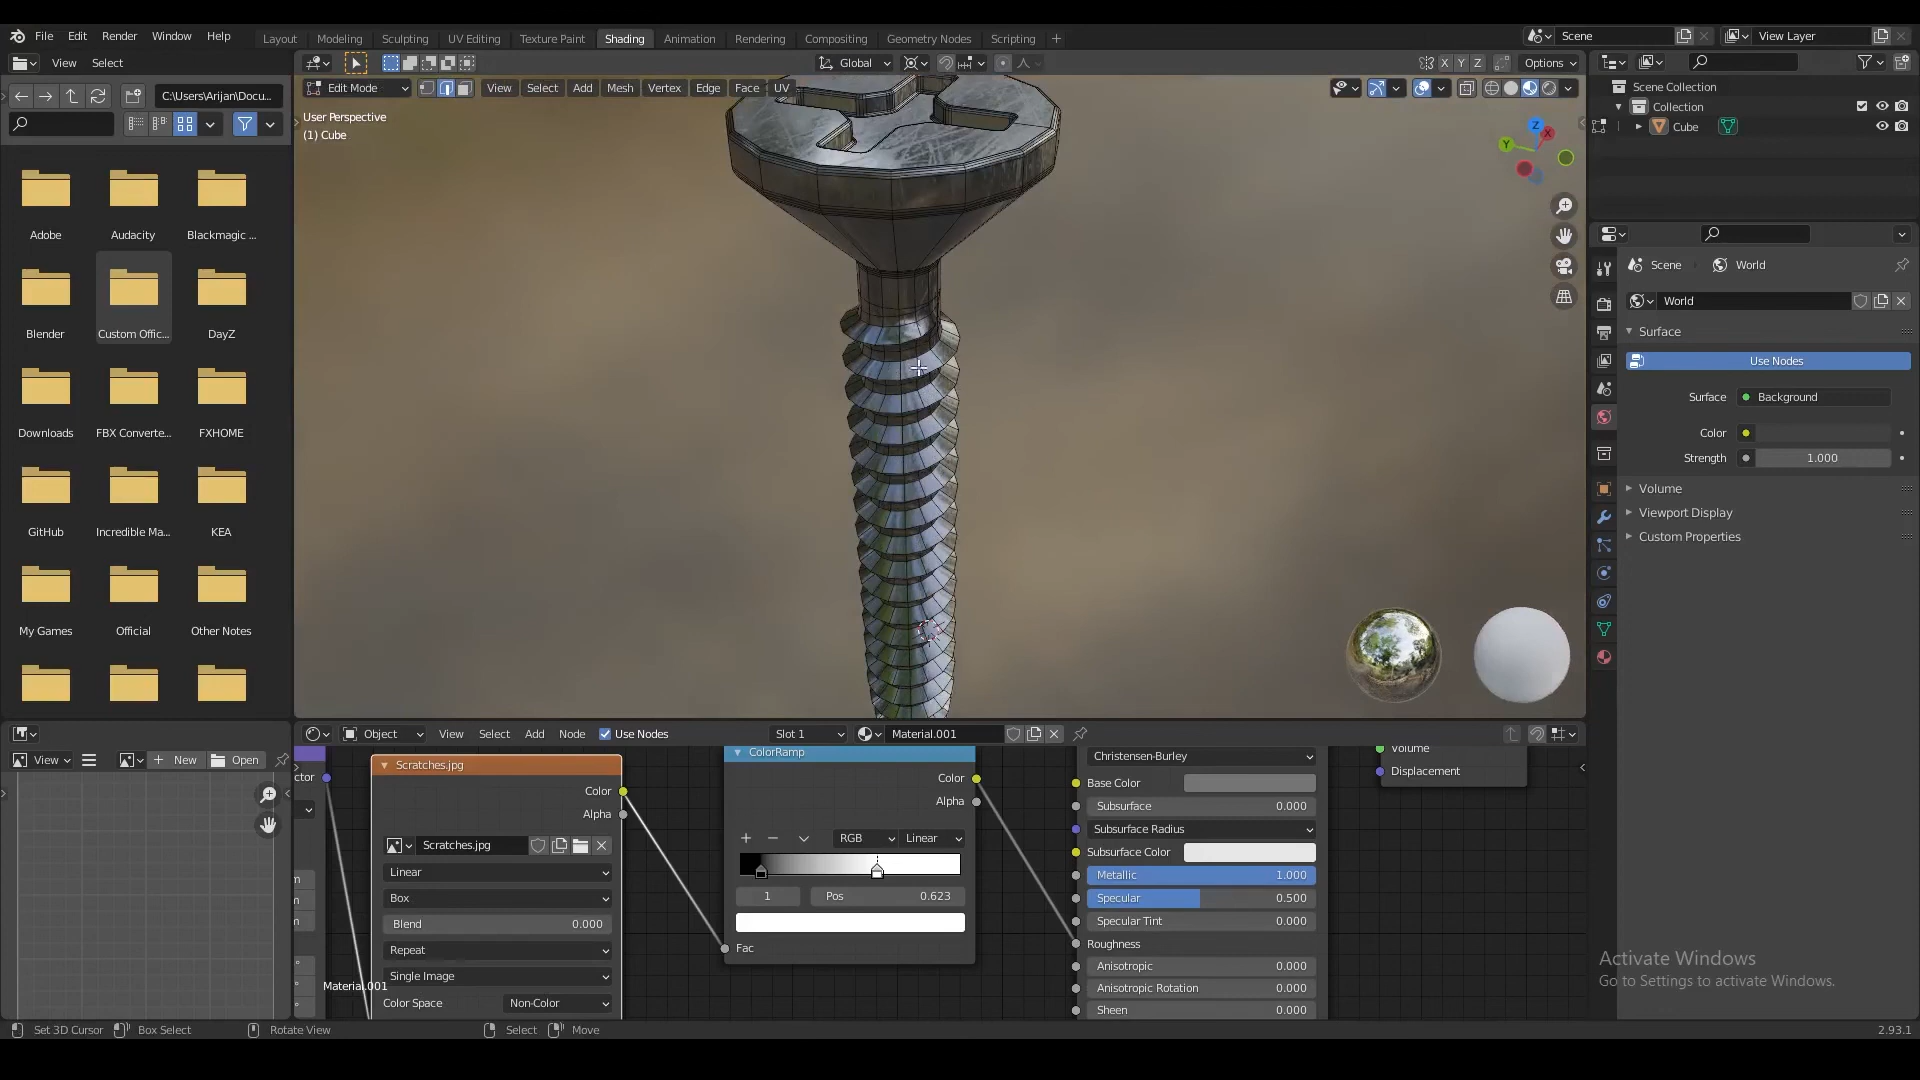 File Edit Render Window Help
Layout Modeling Sculpting UV Editing Texture Paint Shading Animation Rendering Compositing Geometry Nodes Scripting
Scene
View Layer
View Select
Global
X Y Z
Options
C:\Users\Arijan\Docu...
Edit Mode
View Select Add Mesh Vertex Edge Face UV
User Perspective
(1) Cube
Z X Y
Scene Collection
Collection
Cube
Adobe Audacity Blackmagic ...
Blender Custom Offic... DayZ
Downloads FBX Converte... FXHOME
GitHub Incredible Ma... KEA
My Games Official Other Notes
Scene World
World
Surface
Use Nodes
Surface Background
Color
Strength 1.000
Volume
Viewport Display
Custom Properties
Object View Select Add Node Use Nodes Slot 1 Material.001
View New Open
ctor
Scratches.jpg
Color
Alpha
Scratches.jpg
Linear
Box
Blend 0.000
Repeat
Single Image
Color Space Non-Color
m
n
n
Material.001
ColorRamp
Color
Alpha
RGB Linear
1 Pos 0.623
Fac
Christensen-Burley
Base Color
Subsurface 0.000
Subsurface Radius
Subsurface Color
Metallic 1.000
Specular 0.500
Specular Tint 0.000
Roughness
Anisotropic 0.000
Anisotropic Rotation 0.000
Sheen 0.000
Volume
Displacement
Activate Windows
Go to Settings to activate Windows.
Set 3D Cursor Box Select Rotate View Select Move 2.93.1